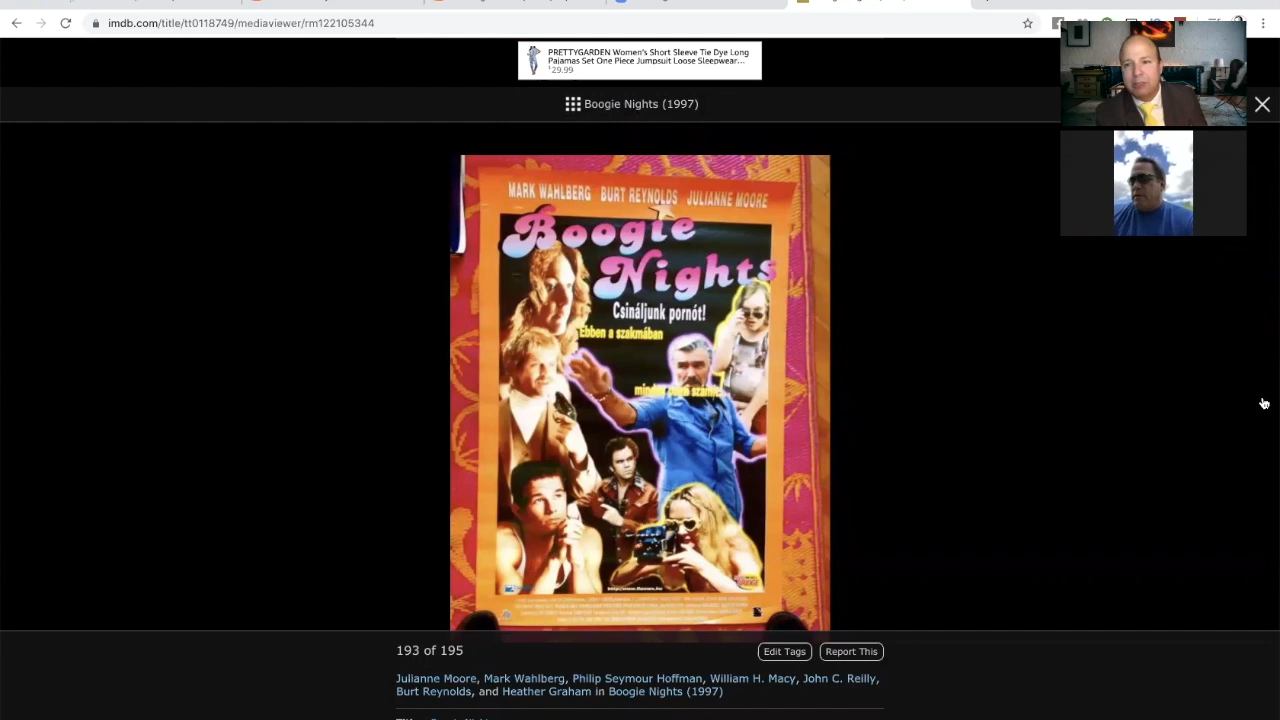 imdb.com/title/tt0118749/mediaviewer/rm122105344
PRETTYGARDEN Women's Short Sleeve Tie Dye Long
Pajamas Set One Piece Jumpsuit Loose Sleepwear...
$29.99
Boogie Nights (1997)
MARK WAHLBERG BURT REYNOLDS JULIANNE MOORE
Boogie
Nights
Csináljunk pornót!
Ebben a szakmában
193 of 195
Edit Tags
Report This
Julianne Moore, Mark Wahlberg, Philip Seymour Hoffman, William H. Macy, John C. Reilly,
Burt Reynolds, and Heather Graham in Boogie Nights (1997)